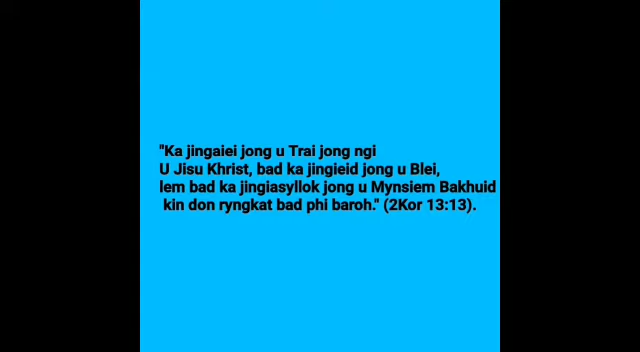 "Ka jingaiei jong u Trai jong ngi
U Jisu Khrist, bad ka jingieid jong u Blei,
lem bad ka jingiasyllok jong u Mynsiem Bakhuid
kin don ryngkat bad phi baroh." (2Kor 13:13).